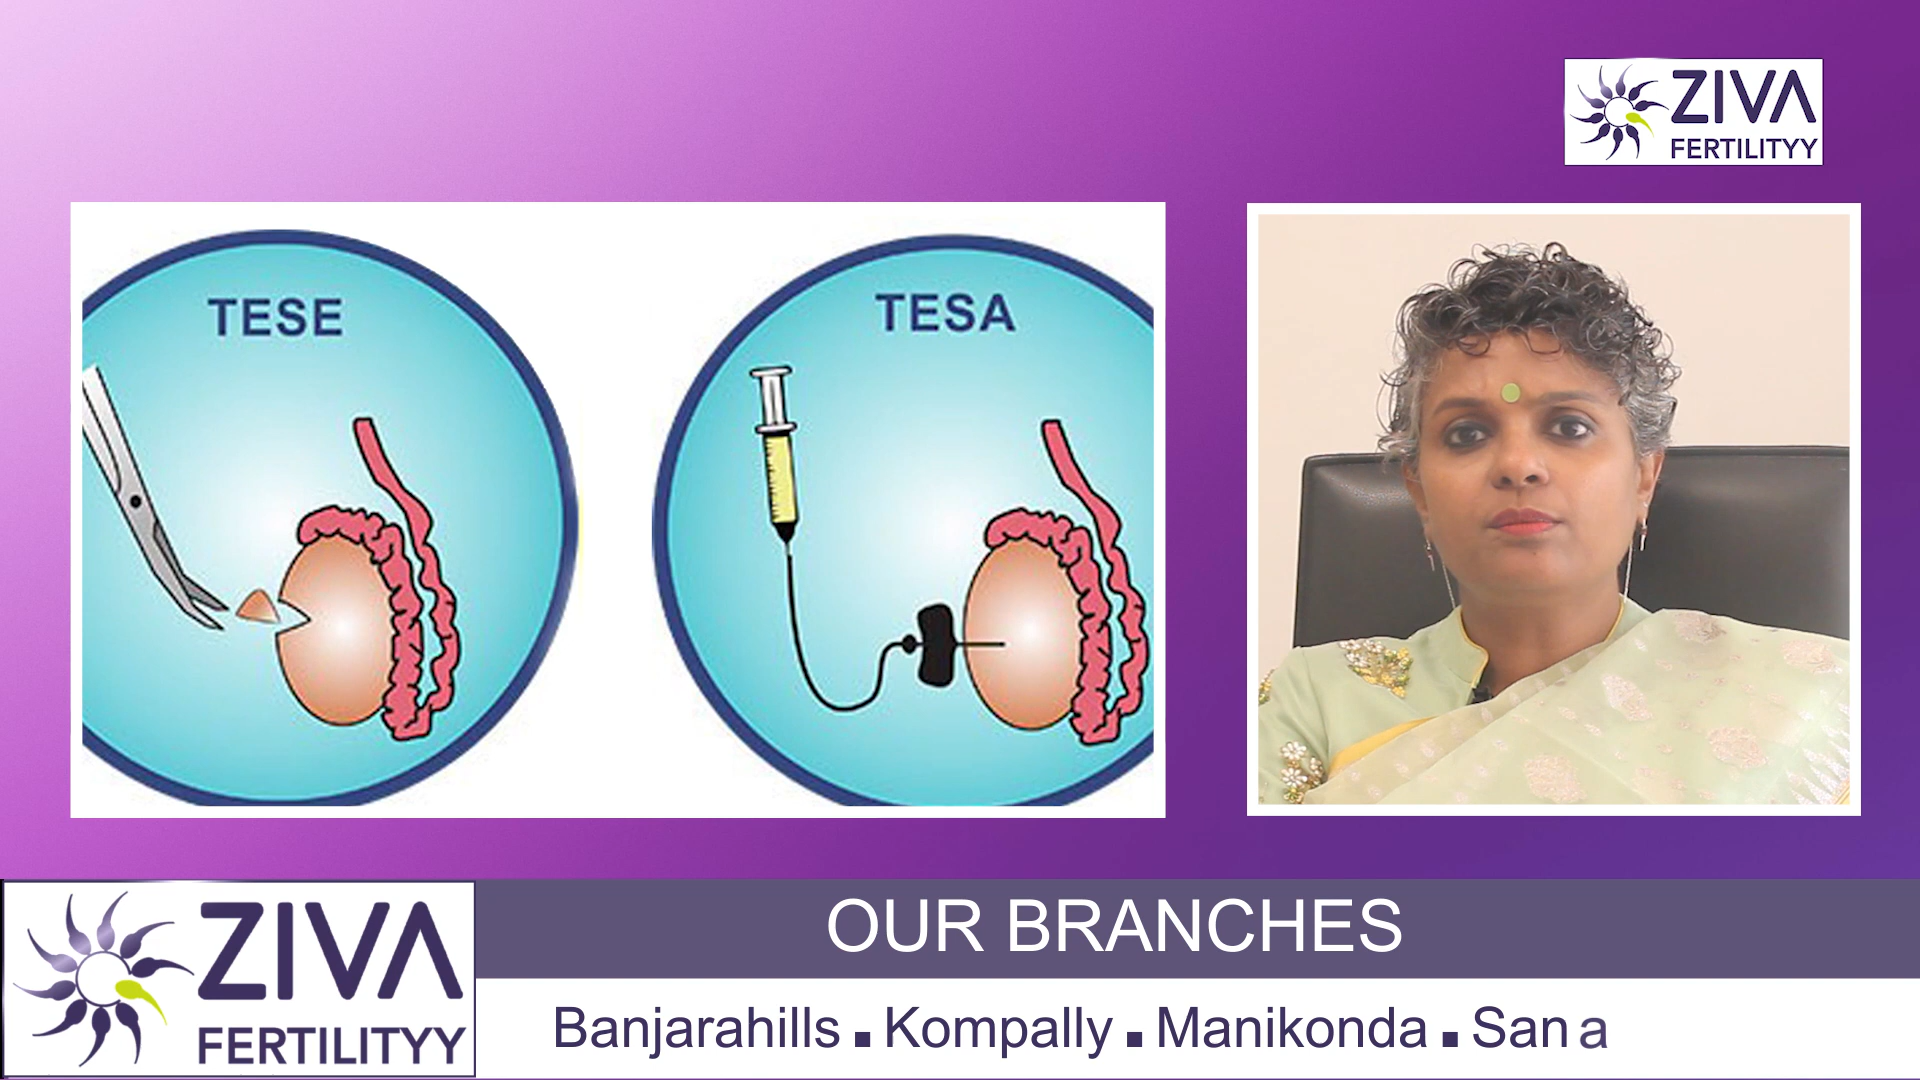 ZIVA
FERTILITYY
TESE
TESA
ZIVA
FERTILITYY
OUR BRANCHES
Banjarahills ▪ Kompally ▪ Manikonda ▪ San a